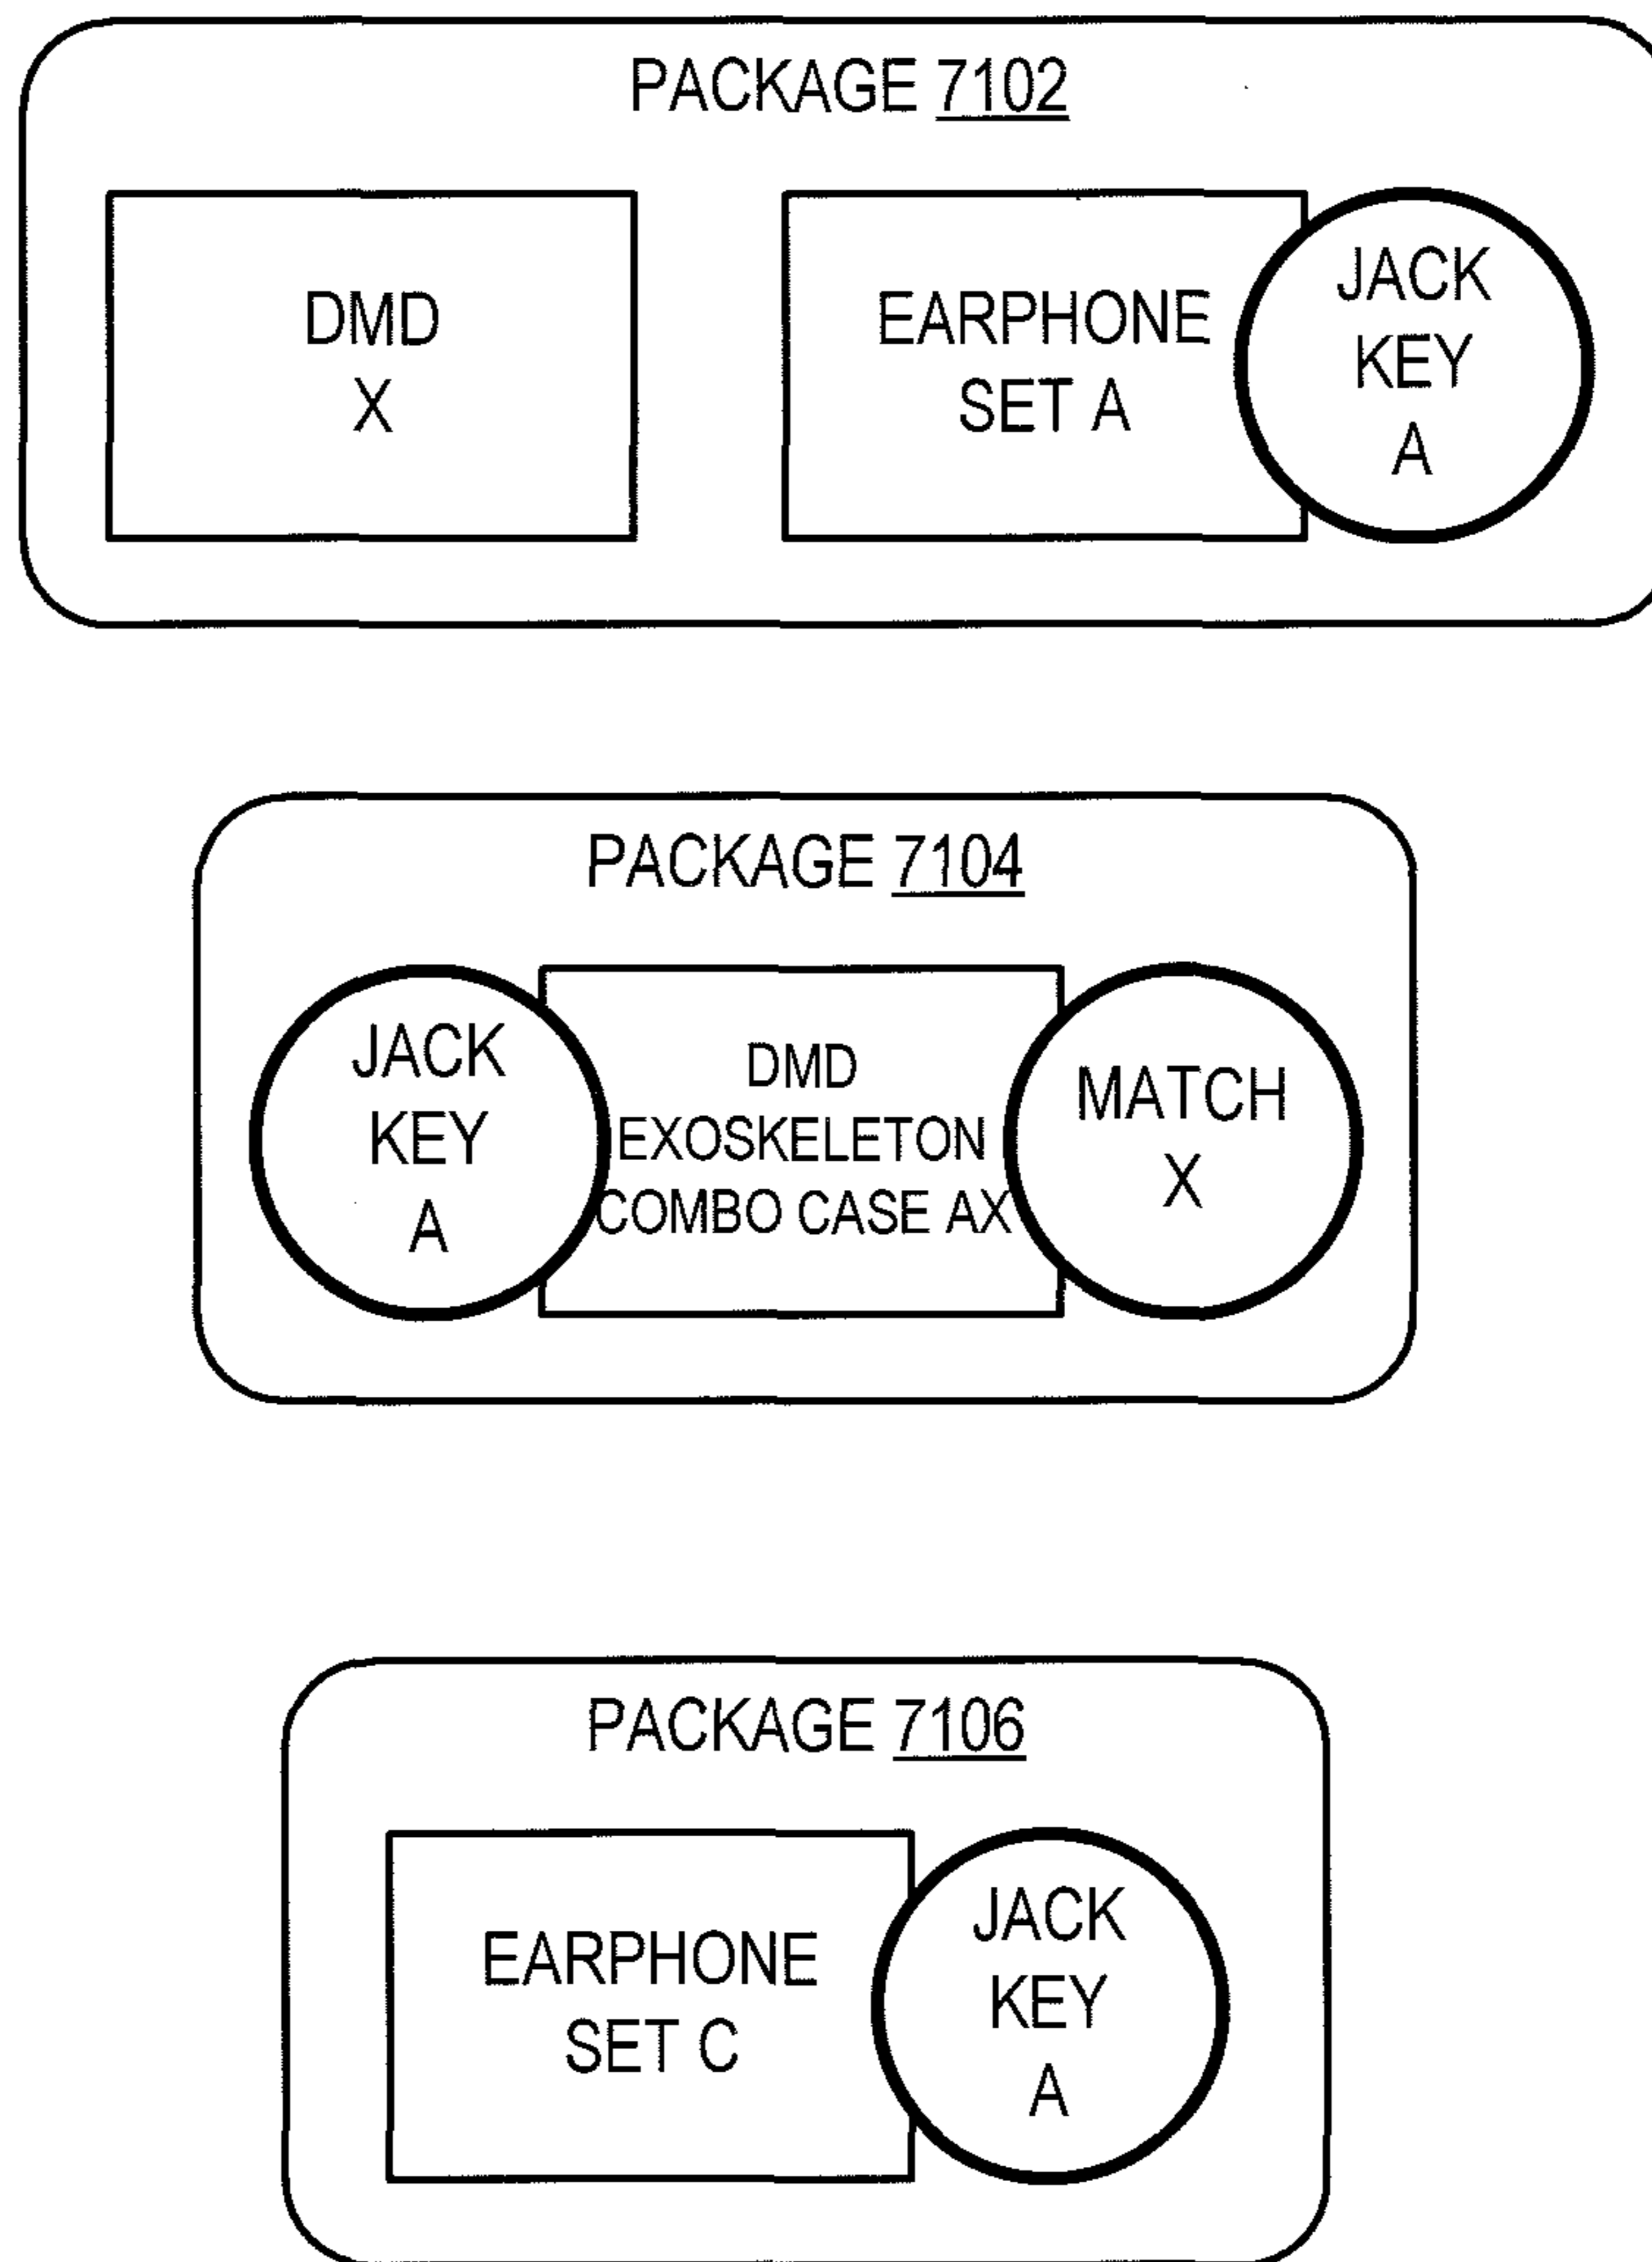 PACKAGE 7102
DMD
X
EARPHONE
SET A
JACK
KEY
A
PACKAGE 7104
JACK
KEY
A
DMD
EXOSKELETON
COMBO CASE AX
MATCH
X
PACKAGE 7106
EARPHONE
SET C
JACK
KEY
A